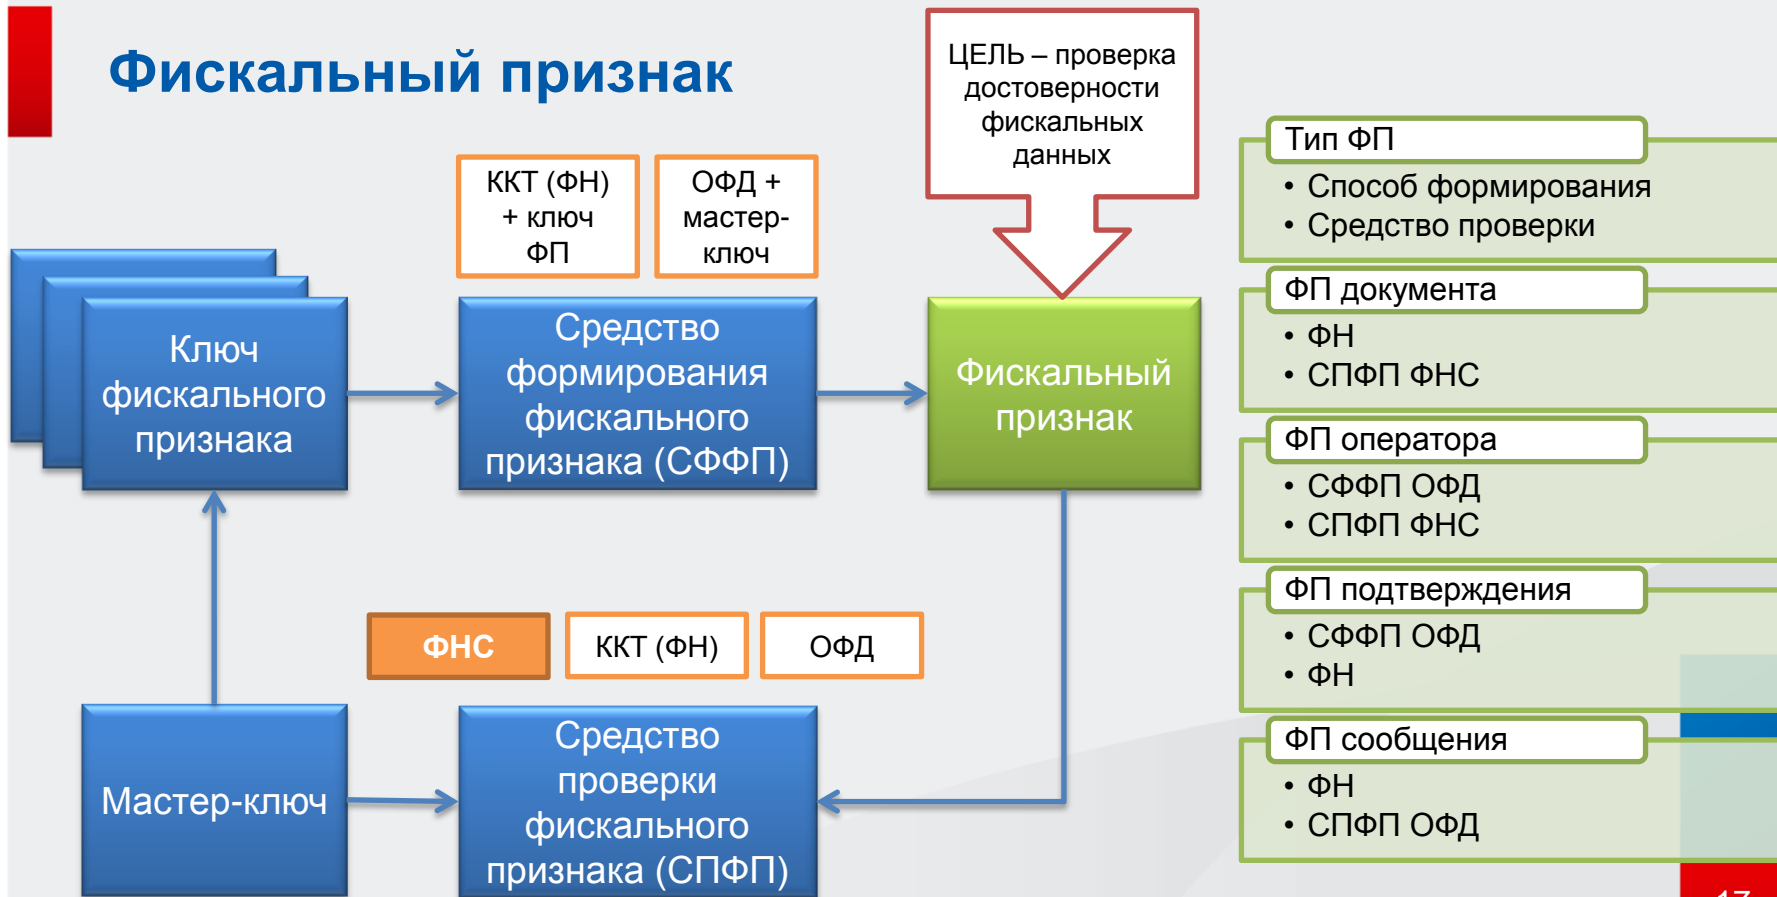 Фискальный признак
ЦЕЛЬ – проверка
достоверности
фискальных
данных
ККТ (ФН)
+ ключ
ФП
ОФД +
мастер-
ключ
Ключ
фискального
признака
Средство
формирования
фискального
признака (СФФП)
Фискальный
признак
ФНС
ККТ (ФН)
ОФД
Мастер-ключ
Средство
проверки
фискального
признака (СПФП)
Тип ФП
• Способ формирования
• Средство проверки
ФП документа
• ФН
• СПФП ФНС
ФП оператора
• СФФП ОФД
• СПФП ФНС
ФП подтверждения
• СФФП ОФД
• ФН
ФП сообщения
• ФН
• СПФП ОФД